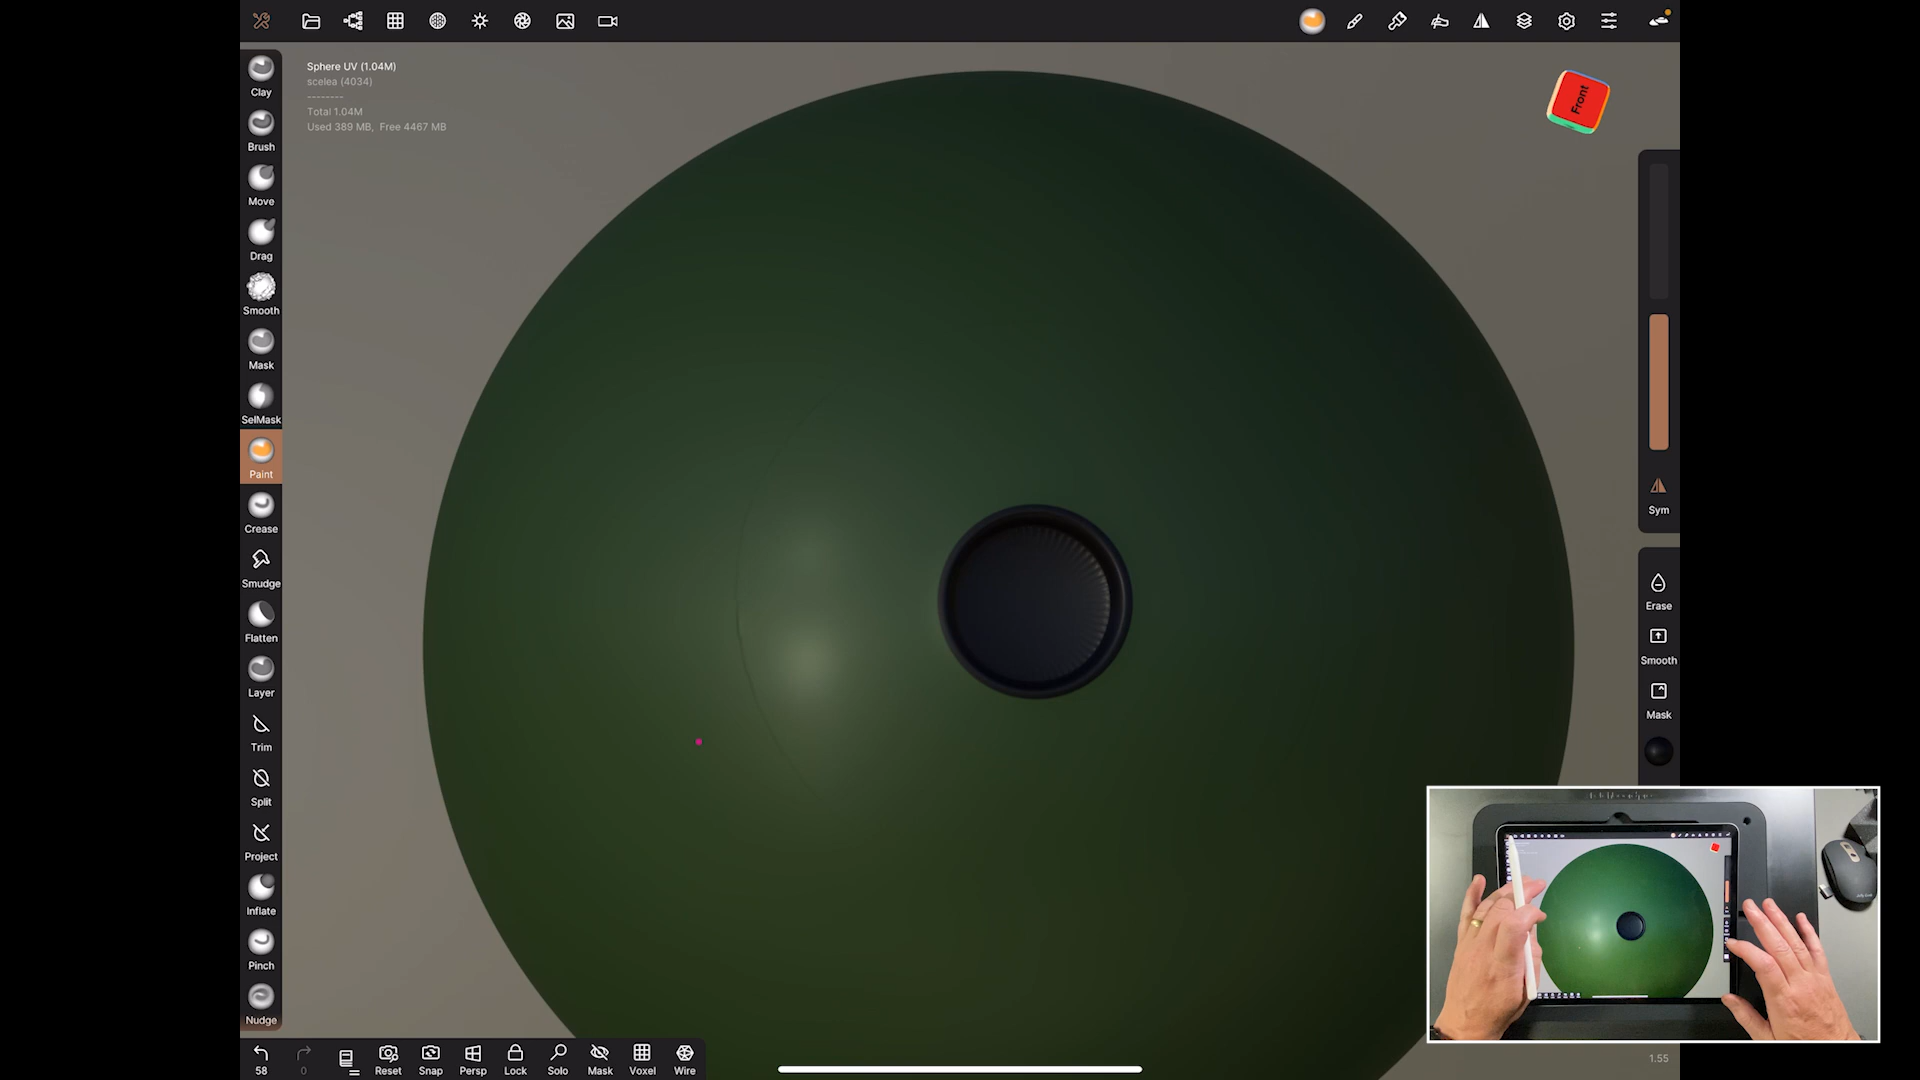 Sphere UV (1.04M)
scelea (4034)
--------
Total 1.04M
Used 389 MB, Free 4467 MB
Front
Clay
Brush
Move
Drag
Smooth
Mask
SelMask
Paint
Crease
Smudge
Flatten
Layer
Trim
Split
Project
Inflate
Pinch
Nudge
Sym
Erase
Smooth
Mask
58
0
Reset
Snap
Persp
Lock
Solo
Mask
Voxel
Wire
1.55